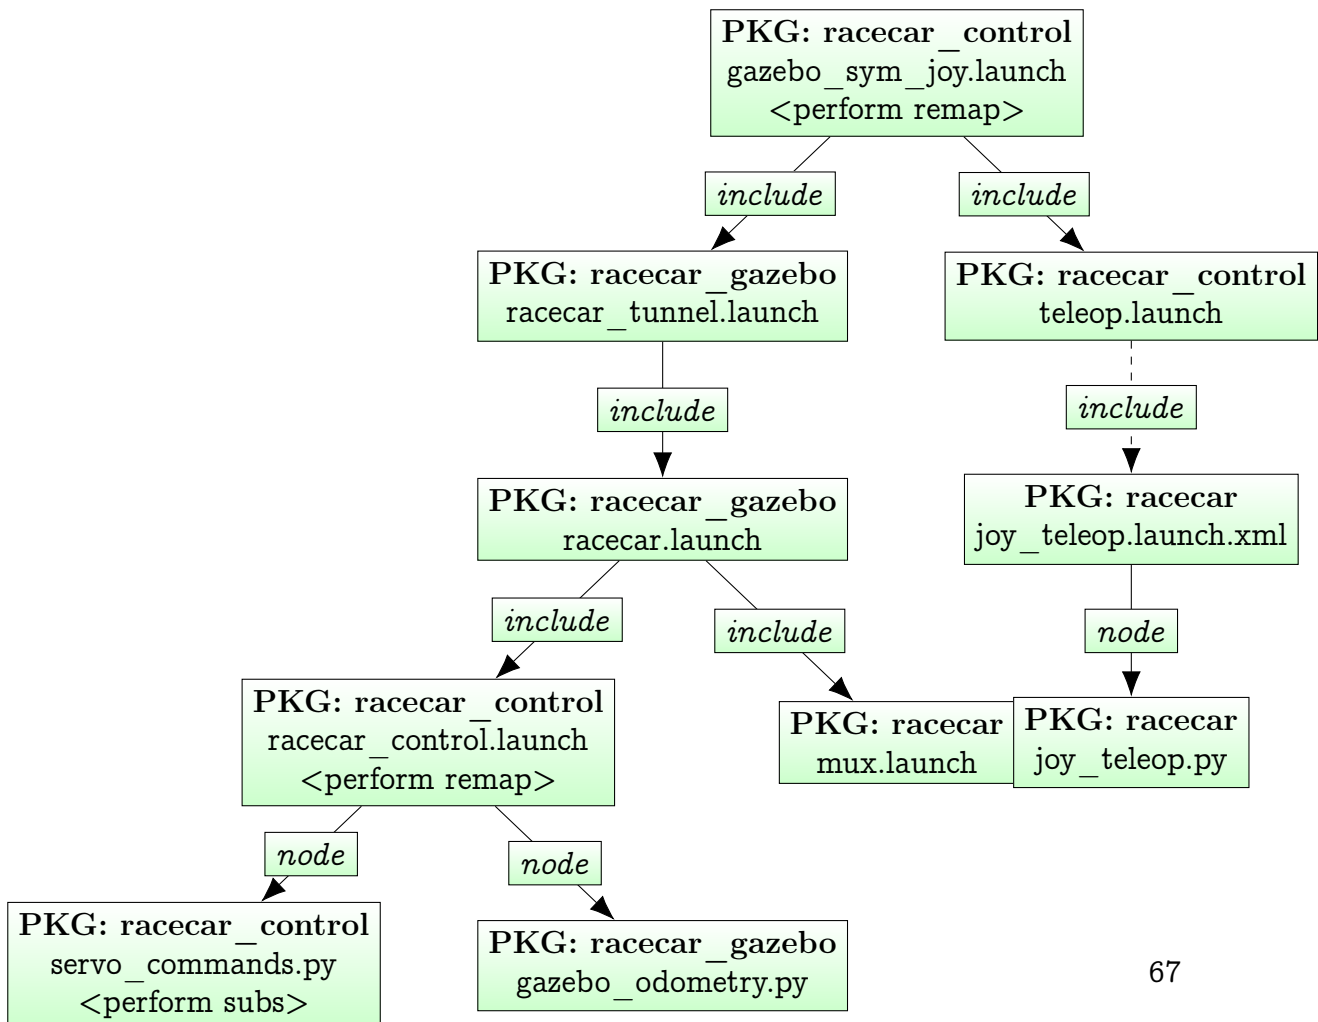 PKG: racecar_control
gazebo_sym_joy.launch
<perform remap>
include
include
PKG: racecar_gazebo
racecar_tunnel.launch
PKG: racecar_control
teleop.launch
include
include
PKG: racecar_gazebo
racecar.launch
PKG: racecar
joy_teleop.launch.xml
include
include
node
PKG: racecar_control
racecar_control.launch
<perform remap>
PKG: racecar
mux.launch
PKG: racecar
joy_teleop.py
node
node
PKG: racecar_control
servo_commands.py
<perform subs>
PKG: racecar_gazebo
gazebo_odometry.py
67